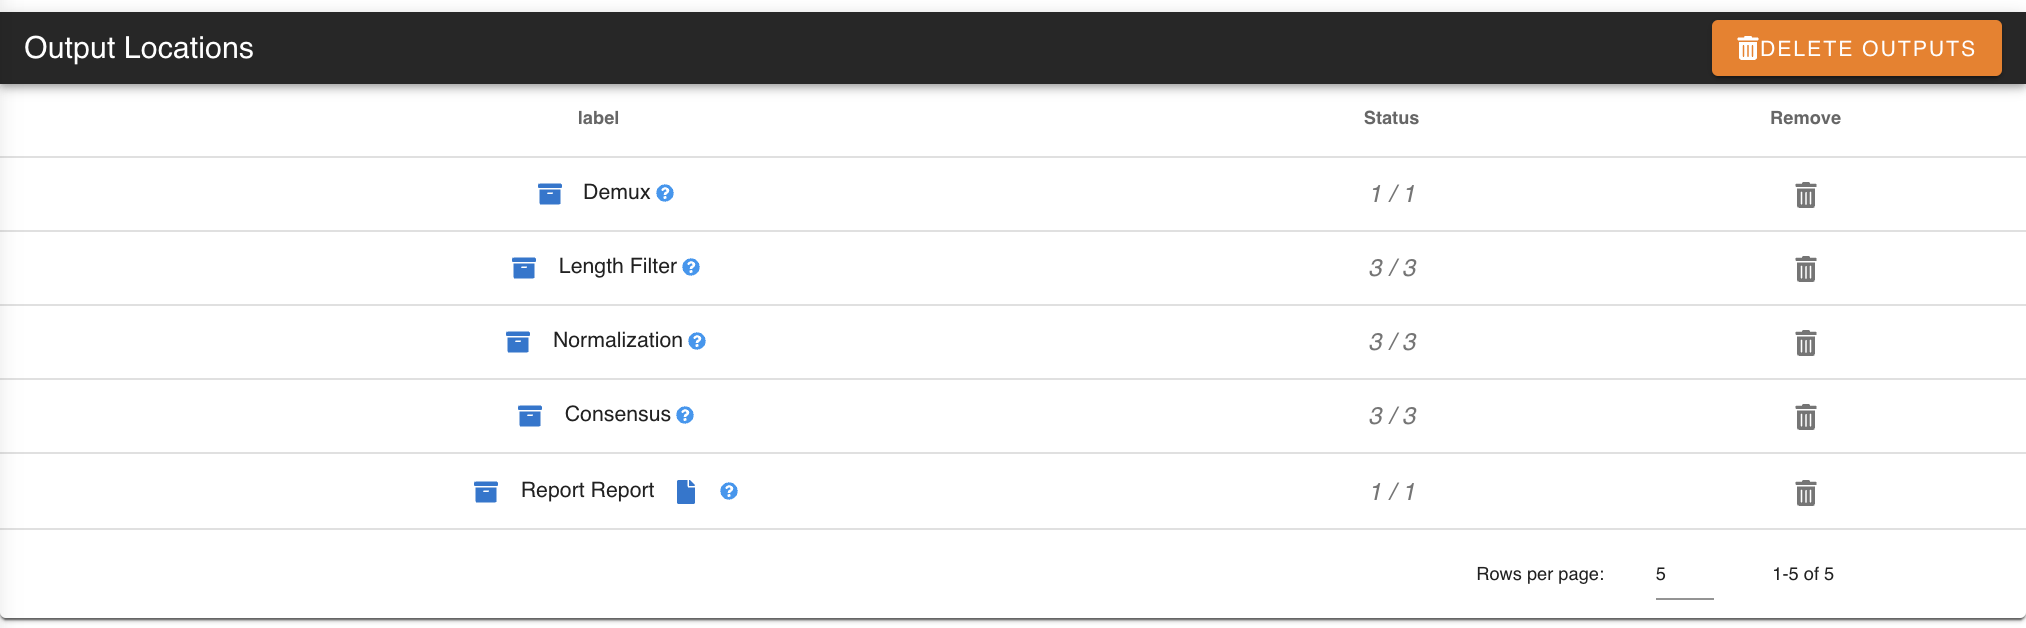 Output Locations
DELETE OUTPUTS
label Status Remove
Demux ? 1 / 1
Length Filter ? 3 / 3
Normalization ? 3 / 3
Consensus ? 3 / 3
Report Report ? 1 / 1
Rows per page: 5 1-5 of 5